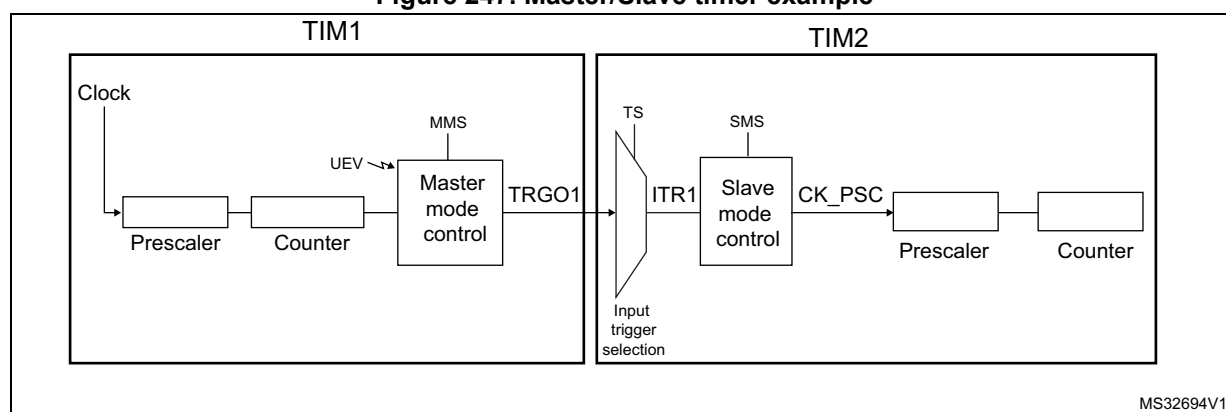 Figure 247. Master/Slave timer example
TIM1
TIM2
Clock
MMS
UEV
Master
mode
control
TRGO1
Prescaler
Counter
TS
SMS
ITR1
Slave
mode
control
CK_PSC
Prescaler
Counter
Input
trigger
selection
MS32694V1